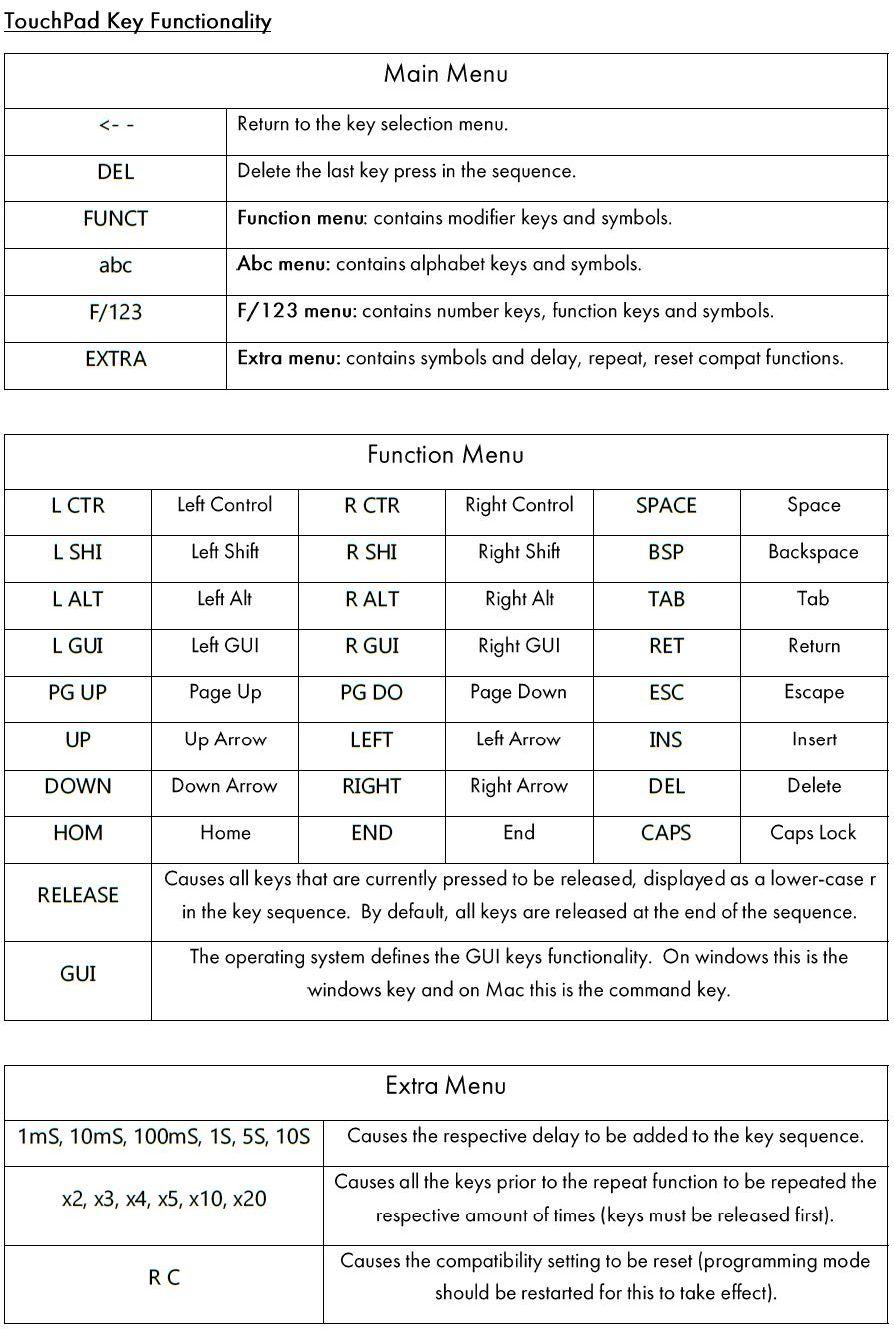 TouchPad Key Functionality
Main Menu
<- - Return to the key selection menu.
DEL Delete the last key press in the sequence.
FUNCT Function menu: contains modifier keys and symbols.
abc Abc menu: contains alphabet keys and symbols.
F/123 F/123 menu: contains number keys, function keys and symbols.
EXTRA Extra menu: contains symbols and delay, repeat, reset compat functions.
Function Menu
L CTR Left Control R CTR Right Control SPACE Space
L SHI Left Shift R SHI Right Shift BSP Backspace
L ALT Left Alt R ALT Right Alt TAB Tab
L GUI Left GUI R GUI Right GUI RET Return
PG UP Page Up PG DO Page Down ESC Escape
UP Up Arrow LEFT Left Arrow INS Insert
DOWN Down Arrow RIGHT Right Arrow DEL Delete
HOM Home END End CAPS Caps Lock
RELEASE
Causes all keys that are currently pressed to be released, displayed as a lower-case r
in the key sequence. By default, all keys are released at the end of the sequence.
GUI
The operating system defines the GUI keys functionality. On windows this is the
windows key and on Mac this is the command key.
Extra Menu
1mS, 10mS, 100mS, 1S, 5S, 10S Causes the respective delay to be added to the key sequence.
x2, x3, x4, x5, x10, x20
Causes all the keys prior to the repeat function to be repeated the
respective amount of times (keys must be released first).
R C
Causes the compatibility setting to be reset (programming mode
should be restarted for this to take effect).